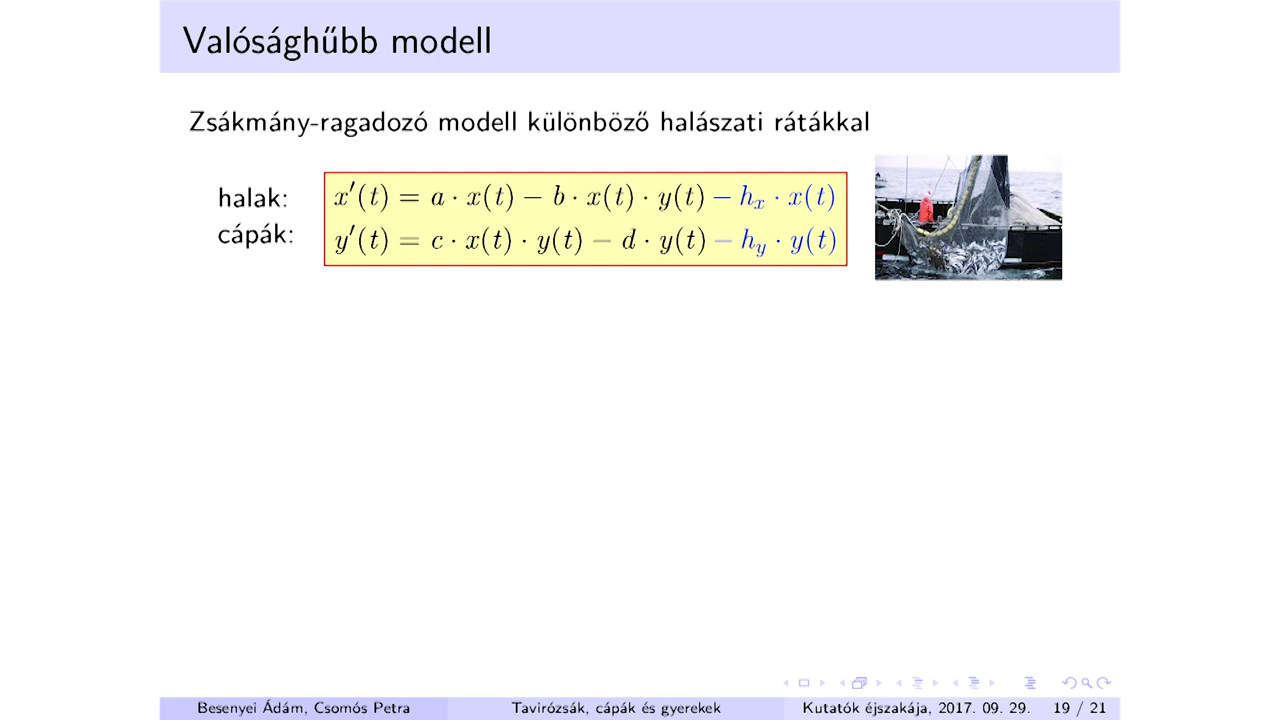 Valósághűbb modell
Zsákmány-ragadozó modell különböző halászati rátákkal
halak: x′(t) = a · x(t) − b · x(t) · y(t) − hₓ · x(t)
cápák: y′(t) = c · x(t) · y(t) − d · y(t) − h_y · y(t)
Besenyei Ádám, Csomós Petra Tavirózsák, cápák és gyerekek Kutatók éjszakája, 2017. 09. 29. 19 / 21